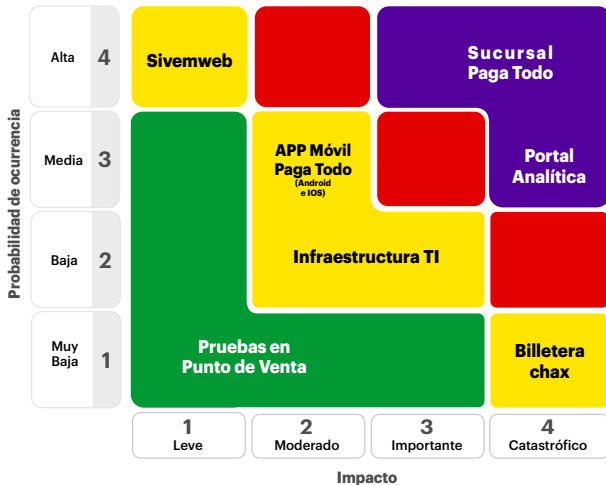 Probabilidad de ocurrencia
Alta
4
Sivemweb
Sucursal
Paga Todo
Media
3
APP Móvil
Paga Todo
(Android
e IOS)
Portal
Analítica
Baja
2
Infraestructura TI
Muy
Baja
1
Pruebas en
Punto de Venta
Billetera
chax
1
Leve
2
Moderado
3
Importante
4
Catastrófico
Impacto